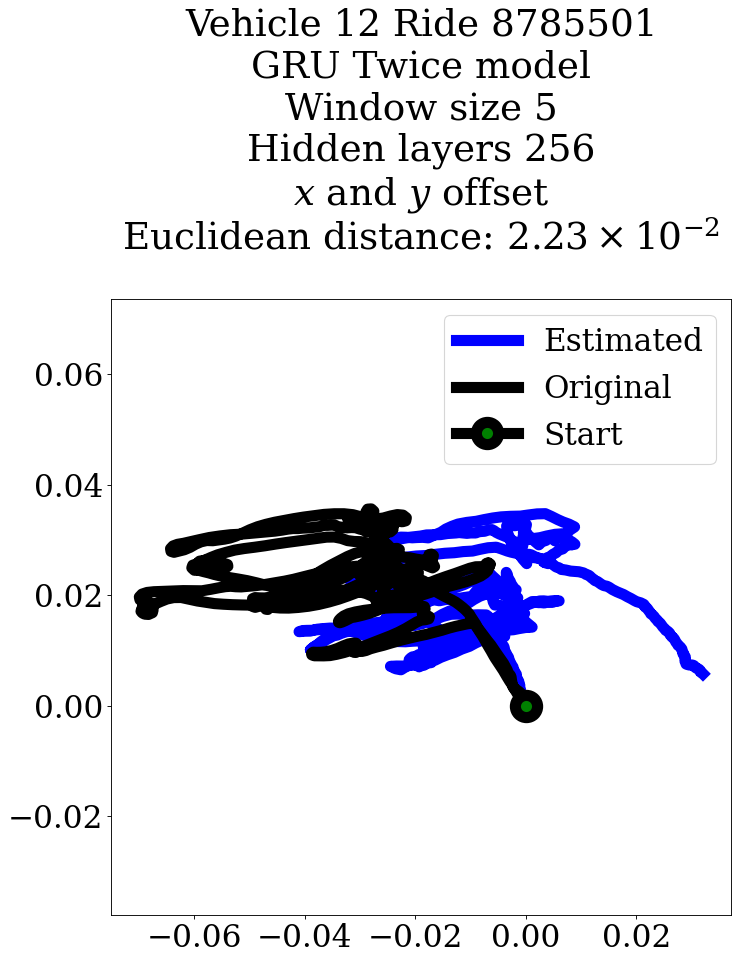 Vehicle 12 Ride 8785501
GRU Twice model
Window size 5
Hidden layers 256
x and y offset
Euclidean distance: 2.23 × 10⁻²
Estimated
Original
Start
0.06
0.04
0.02
0.00
−0.02
−0.06 −0.04 −0.02 0.00 0.02